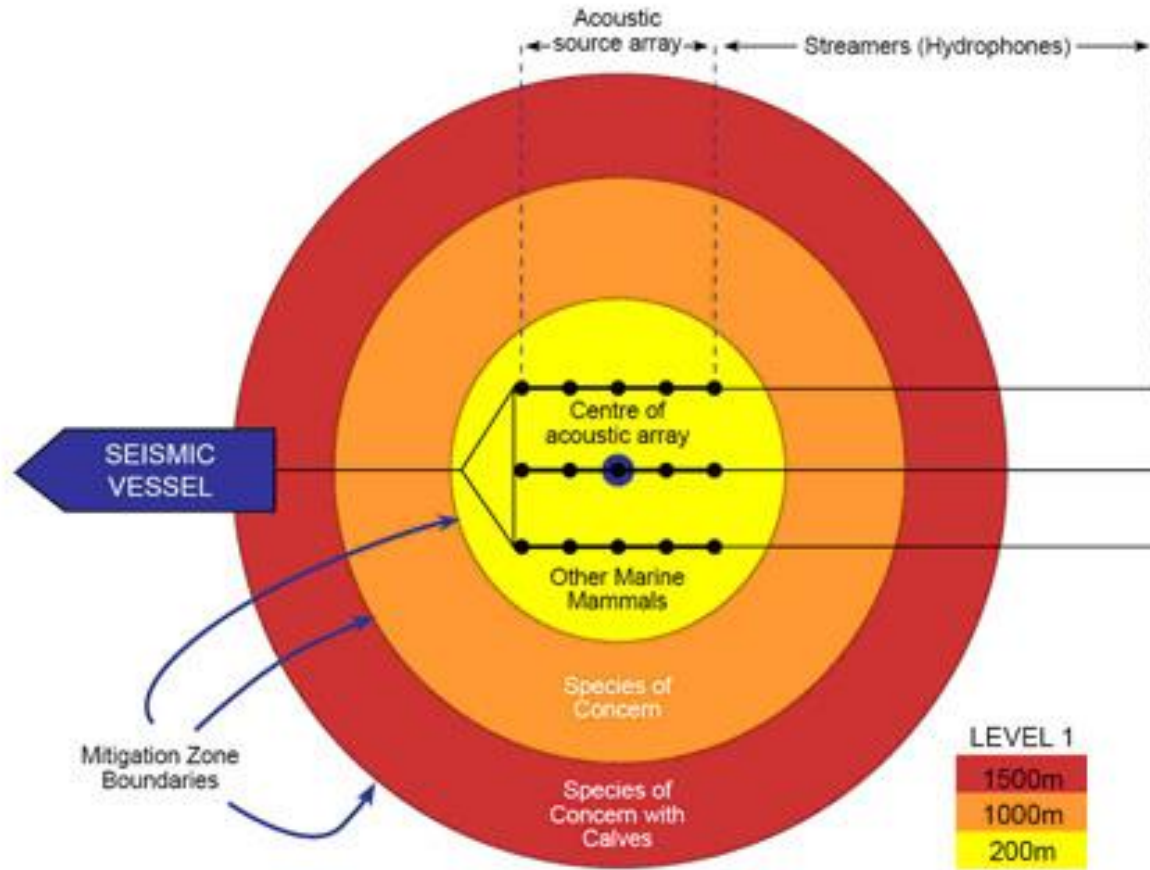 Acoustic
source array
Streamers (Hydrophones)
Centre of
acoustic array
SEISMIC
VESSEL
Other Marine
Mammals
Species of
Concern
Mitigation Zone
Boundaries
Species of
Concern with
Calves
LEVEL 1
1500m
1000m
200m